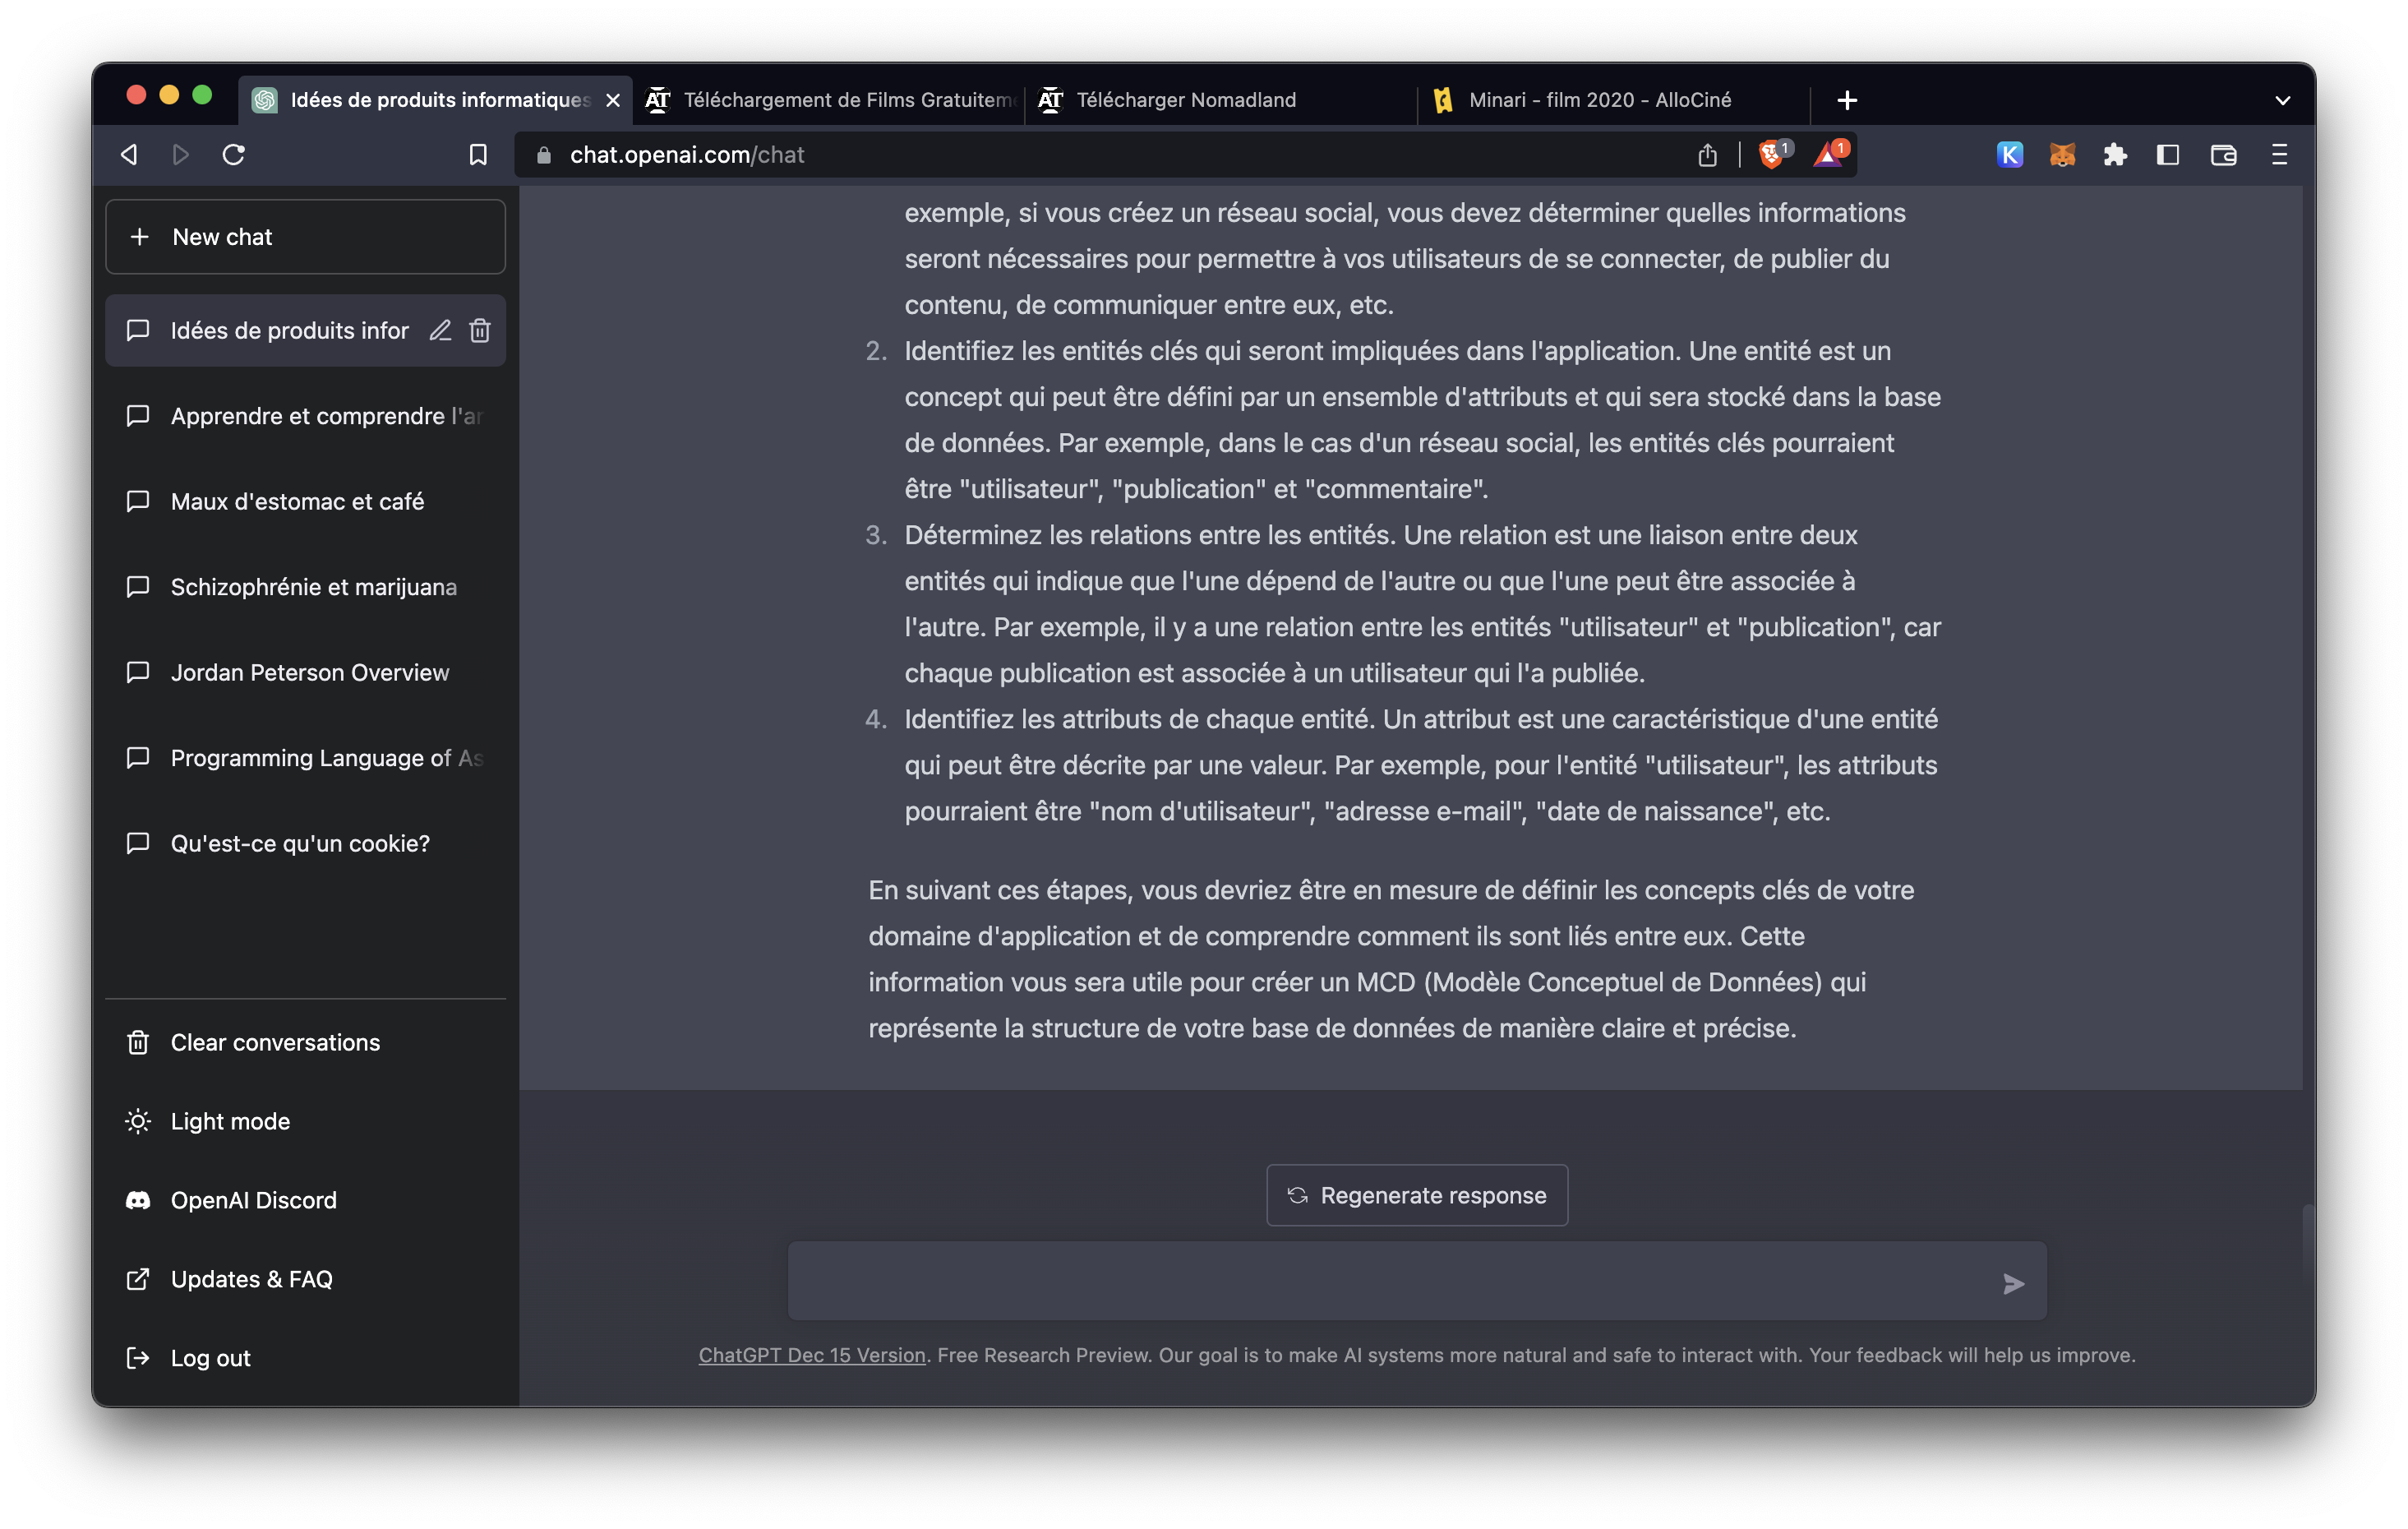 Idées de produits informatiques
Téléchargement de Films Gratuitem
Télécharger Nomadland
Minari - film 2020 - AlloCiné
chat.openai.com/chat
1
1
New chat
Idées de produits infor
Apprendre et comprendre l'ar
Maux d'estomac et café
Schizophrénie et marijuana
Jordan Peterson Overview
Programming Language of As
Qu'est-ce qu'un cookie?
Clear conversations
Light mode
OpenAI Discord
Updates & FAQ
Log out
exemple, si vous créez un réseau social, vous devez déterminer quelles informations
seront nécessaires pour permettre à vos utilisateurs de se connecter, de publier du
contenu, de communiquer entre eux, etc.
2. Identifiez les entités clés qui seront impliquées dans l'application. Une entité est un
concept qui peut être défini par un ensemble d'attributs et qui sera stocké dans la base
de données. Par exemple, dans le cas d'un réseau social, les entités clés pourraient
être "utilisateur", "publication" et "commentaire".
3. Déterminez les relations entre les entités. Une relation est une liaison entre deux
entités qui indique que l'une dépend de l'autre ou que l'une peut être associée à
l'autre. Par exemple, il y a une relation entre les entités "utilisateur" et "publication", car
chaque publication est associée à un utilisateur qui l'a publiée.
4. Identifiez les attributs de chaque entité. Un attribut est une caractéristique d'une entité
qui peut être décrite par une valeur. Par exemple, pour l'entité "utilisateur", les attributs
pourraient être "nom d'utilisateur", "adresse e-mail", "date de naissance", etc.
En suivant ces étapes, vous devriez être en mesure de définir les concepts clés de votre
domaine d'application et de comprendre comment ils sont liés entre eux. Cette
information vous sera utile pour créer un MCD (Modèle Conceptuel de Données) qui
représente la structure de votre base de données de manière claire et précise.
Regenerate response
ChatGPT Dec 15 Version. Free Research Preview. Our goal is to make AI systems more natural and safe to interact with. Your feedback will help us improve.